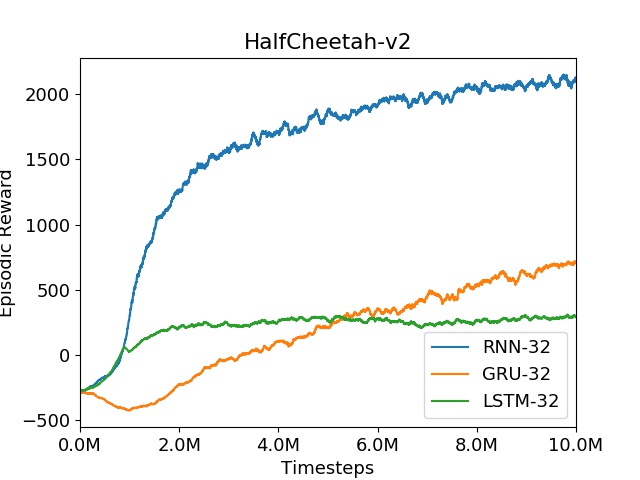 HalfCheetah-v2
Episodic Reward
2000
1500
1000
500
0
−500
0.0M 2.0M 4.0M 6.0M 8.0M 10.0M
Timesteps
RNN-32
GRU-32
LSTM-32